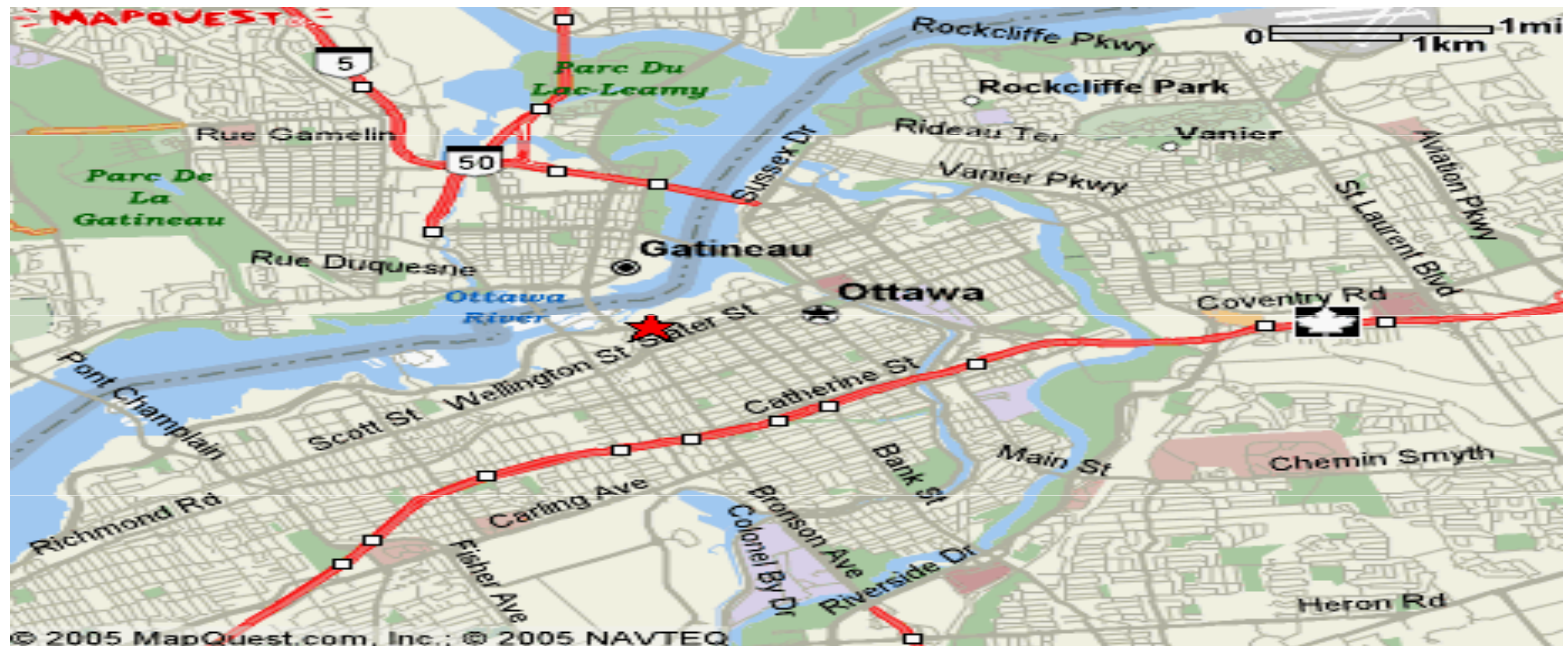 MAPQUEST
0 1mi
1km
Rockcliffe Pkwy
5
Parc Du
Lac-Leamy
Rockcliffe Park
Rue Gamelin
Rideau Ter
Vanier
50
Sussex Dr
Aviation Pkwy
Parc De
La
Gatineau
Vanier Pkwy
St Laurent Blvd
Gatineau
Rue Duquesne
Ottawa
River
Ottawa
Coventry Rd
Slater St
Wellington St
Pont Champlain
Scott St
Catherine St
Bank St
Main St
Chemin Smyth
Richmond Rd
Carling Ave
Bronson Ave
Colonel By Dr
Fisher Ave
Riverside Dr
Heron Rd
© 2005 MapQuest.com, Inc.; © 2005 NAVTEQ